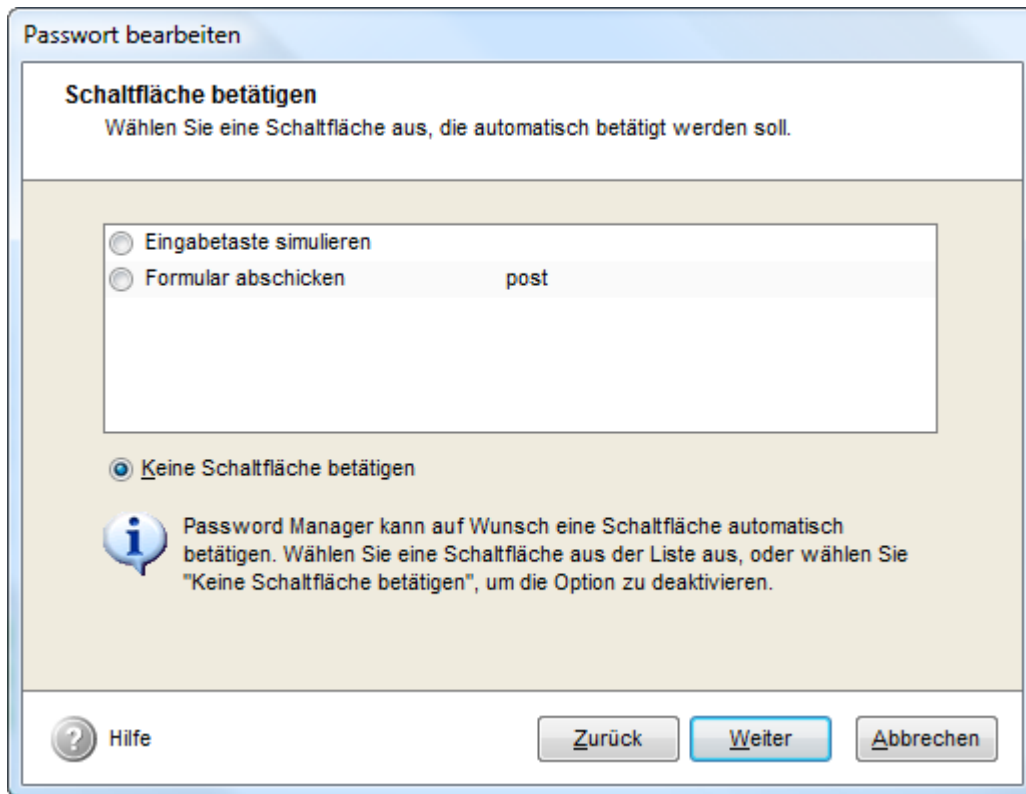 Passwort bearbeiten
Schaltfläche betätigen
Wählen Sie eine Schaltfläche aus, die automatisch betätigt werden soll.
Eingabetaste simulieren
Formular abschicken post
Keine Schaltfläche betätigen
Password Manager kann auf Wunsch eine Schaltfläche automatisch
betätigen. Wählen Sie eine Schaltfläche aus der Liste aus, oder wählen Sie
"Keine Schaltfläche betätigen", um die Option zu deaktivieren.
Hilfe Zurück Weiter Abbrechen